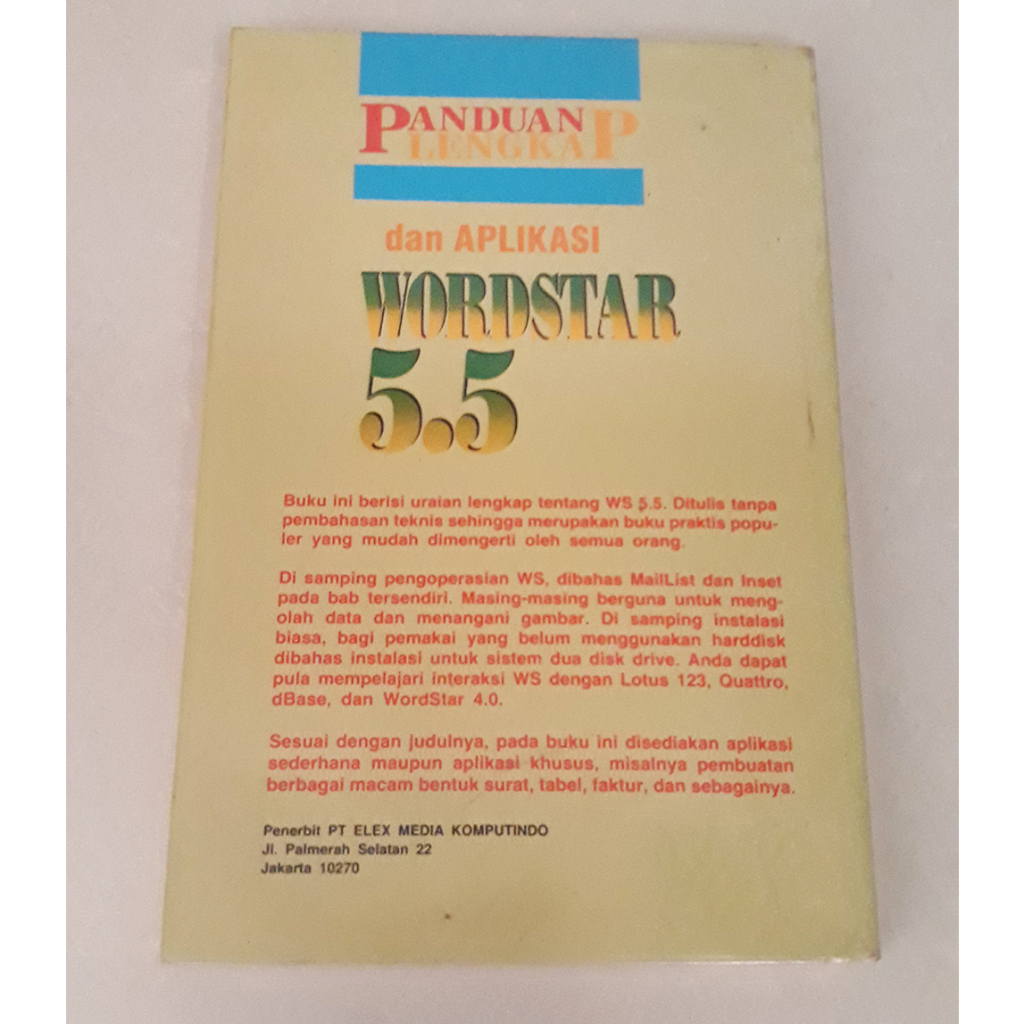 PANDUAN
LENGKAP
dan APLIKASI
WORDSTAR
5.5
Buku ini berisi uraian lengkap tentang WS 5.5. Ditulis tanpa
pembahasan teknis sehingga merupakan buku praktis popu-
ler yang mudah dimengerti oleh semua orang.
Di samping pengoperasian WS, dibahas MailList dan Inset
pada bab tersendiri. Masing-masing berguna untuk meng-
olah data dan menangani gambar. Di samping instalasi
biasa, bagi pemakai yang belum menggunakan harddisk
dibahas instalasi untuk sistem dua disk drive. Anda dapat
pula mempelajari interaksi WS dengan Lotus 123, Quattro,
dBase, dan WordStar 4.0.
Sesuai dengan judulnya, pada buku ini disediakan aplikasi
sederhana maupun aplikasi khusus, misalnya pembuatan
berbagai macam bentuk surat, tabel, faktur, dan sebagainya.
Penerbit PT ELEX MEDIA KOMPUTINDO
Jl. Palmerah Selatan 22
Jakarta 10270